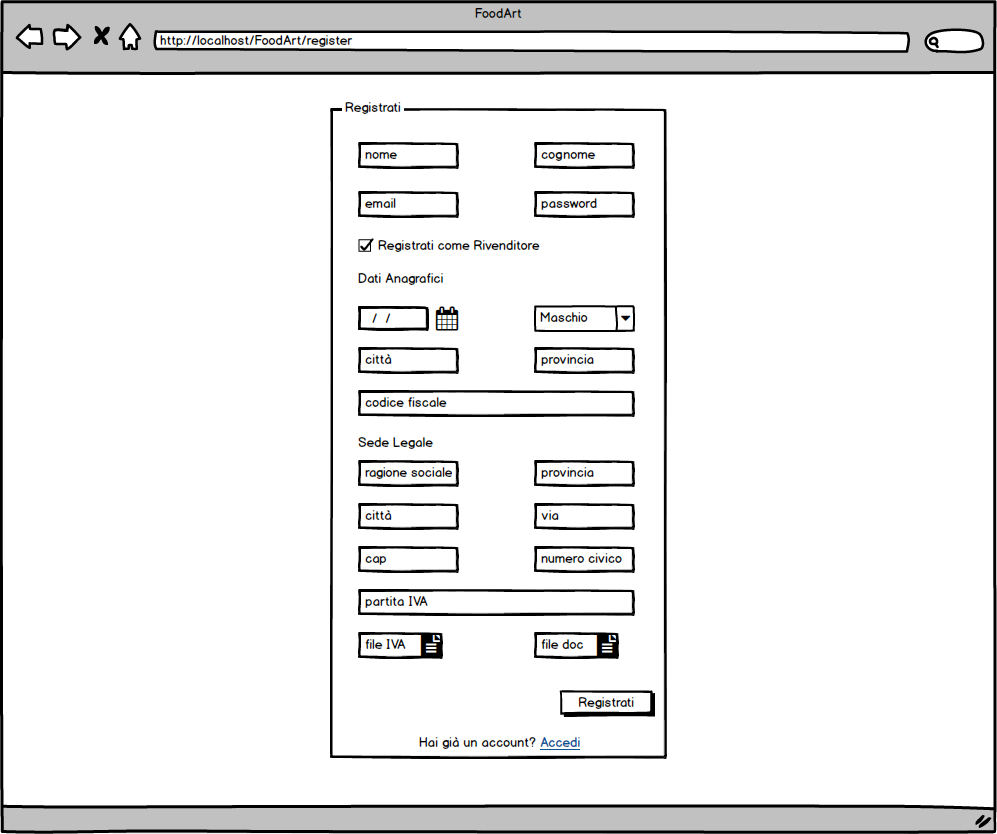 FoodArt
http://localhost/FoodArt/register
Registrati
nome cognome
email password
Registrati come Rivenditore
Dati Anagrafici
/ / Maschio
città provincia
codice fiscale
Sede Legale
ragione sociale provincia
città via
cap numero civico
partita IVA
file IVA file doc
Registrati
Hai già un account? Accedi